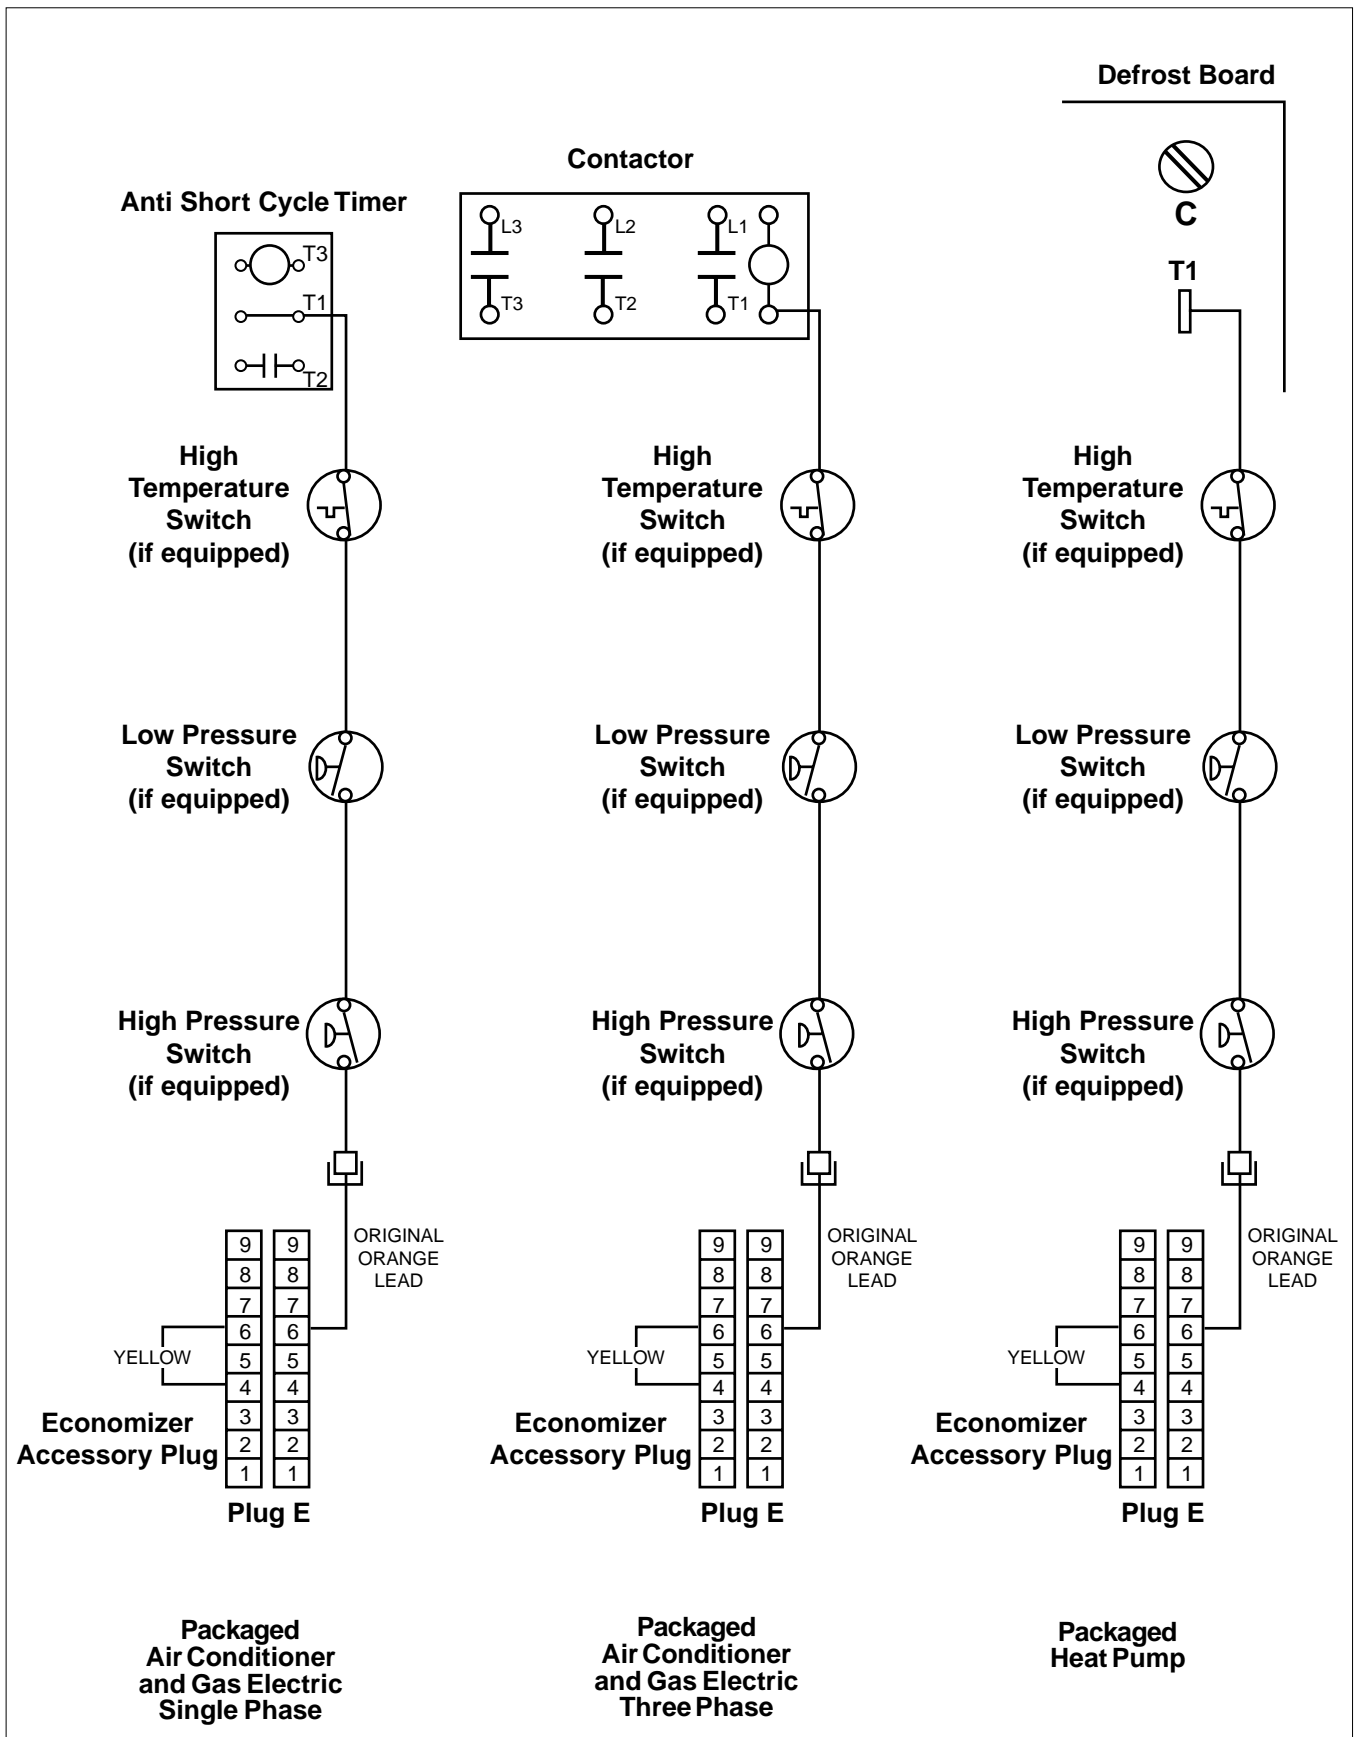 Defrost Board
C
T1
Contactor
L3
L2
L1
T3
T2
T1
Anti Short Cycle Timer
T3
T1
T2
High
Temperature
Switch
(if equipped)
High
Temperature
Switch
(if equipped)
High
Temperature
Switch
(if equipped)
Low Pressure
Switch
(if equipped)
Low Pressure
Switch
(if equipped)
Low Pressure
Switch
(if equipped)
High Pressure
Switch
(if equipped)
High Pressure
Switch
(if equipped)
High Pressure
Switch
(if equipped)
ORIGINAL
ORANGE
LEAD
9 9
8 8
7 7
6 6
5 5
4 4
3 3
2 2
1 1
YELLOW
Economizer
Accessory Plug
Plug E
ORIGINAL
ORANGE
LEAD
9 9
8 8
7 7
6 6
5 5
4 4
3 3
2 2
1 1
YELLOW
Economizer
Accessory Plug
Plug E
ORIGINAL
ORANGE
LEAD
9 9
8 8
7 7
6 6
5 5
4 4
3 3
2 2
1 1
YELLOW
Economizer
Accessory Plug
Plug E
Packaged
Air Conditioner
and Gas Electric
Single Phase
Packaged
Air Conditioner
and Gas Electric
Three Phase
Packaged
Heat Pump